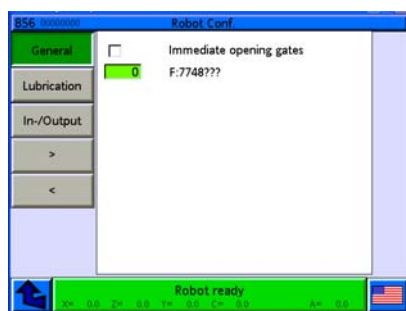 856 00000000 Robot Conf.
General
Immediate opening gates
0 F:7748???
Lubrication
In-/Output
>
<
Robot ready
X= 0.0 Z= 0.0 Y= 0.0 C= 0.0 A= 0.0